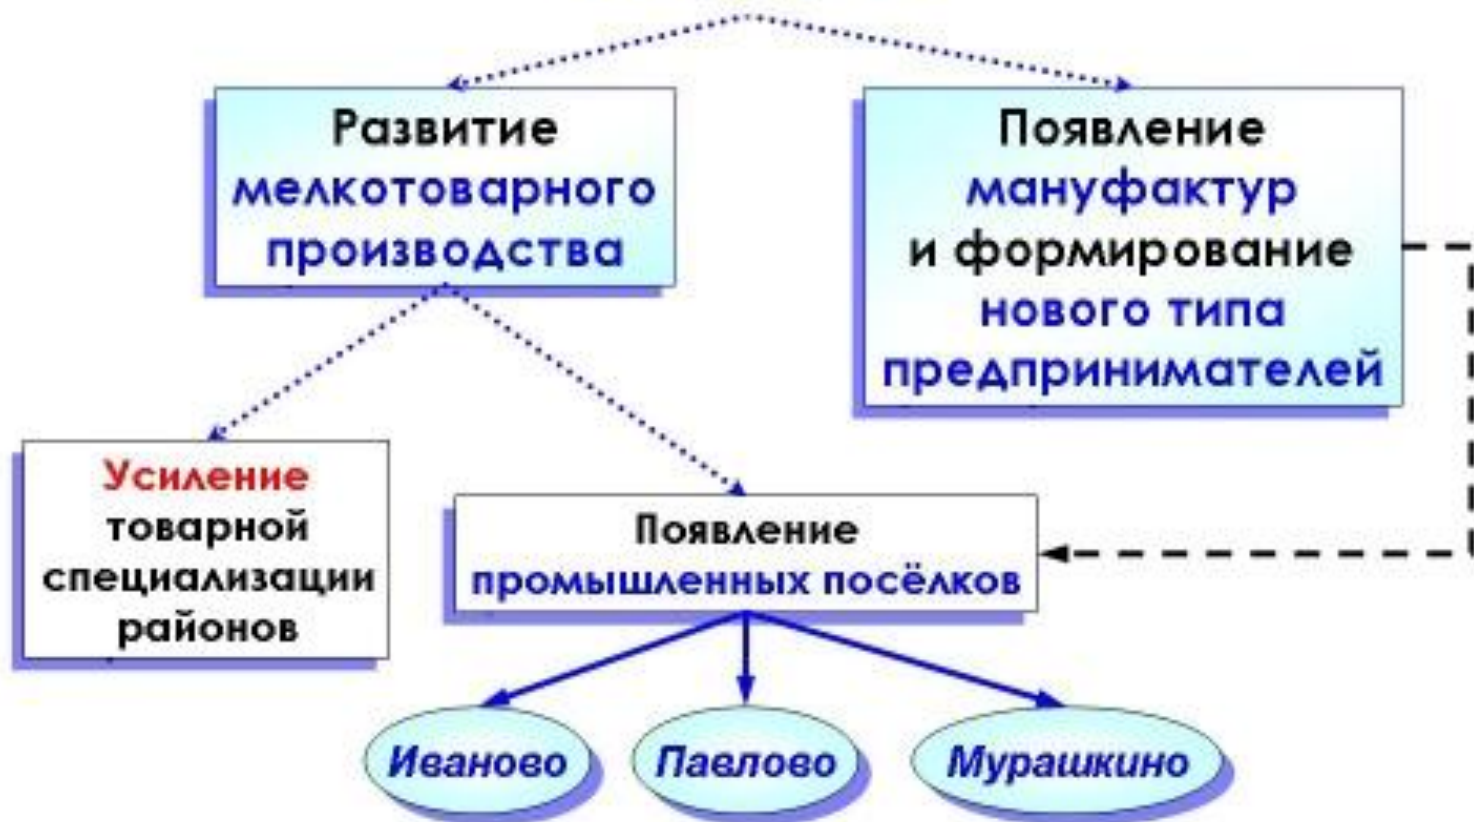 Развитие
мелкотоварного
производства
Появление
мануфактур
и формирование
нового типа
предпринимателей
Усиление
товарной
специализации
районов
Появление
промышленных посёлков
Иваново
Павлово
Мурашкино